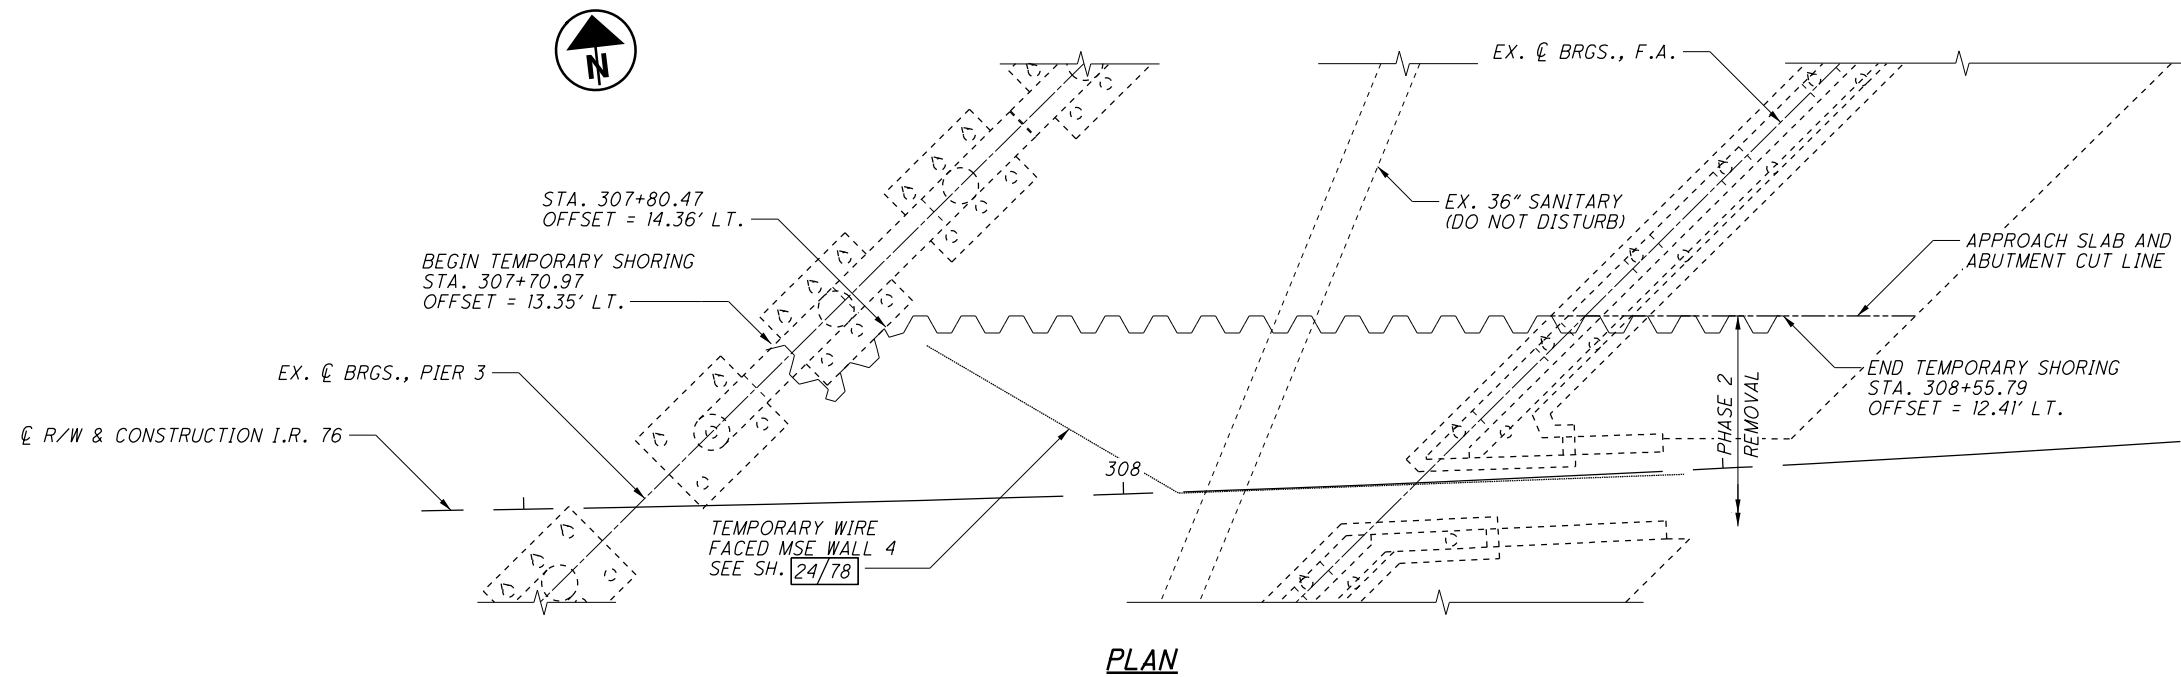 N
EX. ℄ BRGS., F.A.
STA. 307+80.47
OFFSET = 14.36' LT.
EX. 36" SANITARY
(DO NOT DISTURB)
BEGIN TEMPORARY SHORING
STA. 307+70.97
OFFSET = 13.35' LT.
APPROACH SLAB AND
ABUTMENT CUT LINE
EX. ℄ BRGS., PIER 3
END TEMPORARY SHORING
STA. 308+55.79
OFFSET = 12.41' LT.
PHASE 2
REMOVAL
℄ R/W & CONSTRUCTION I.R. 76
308
TEMPORARY WIRE
FACED MSE WALL 4
SEE SH. 24/78
PLAN